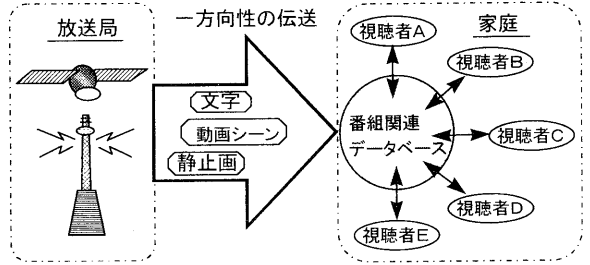 放送局
一方向性の伝送
家庭
文字
動画シーン
静止画
番組関連
データベース
視聴者A
視聴者B
視聴者C
視聴者D
視聴者E